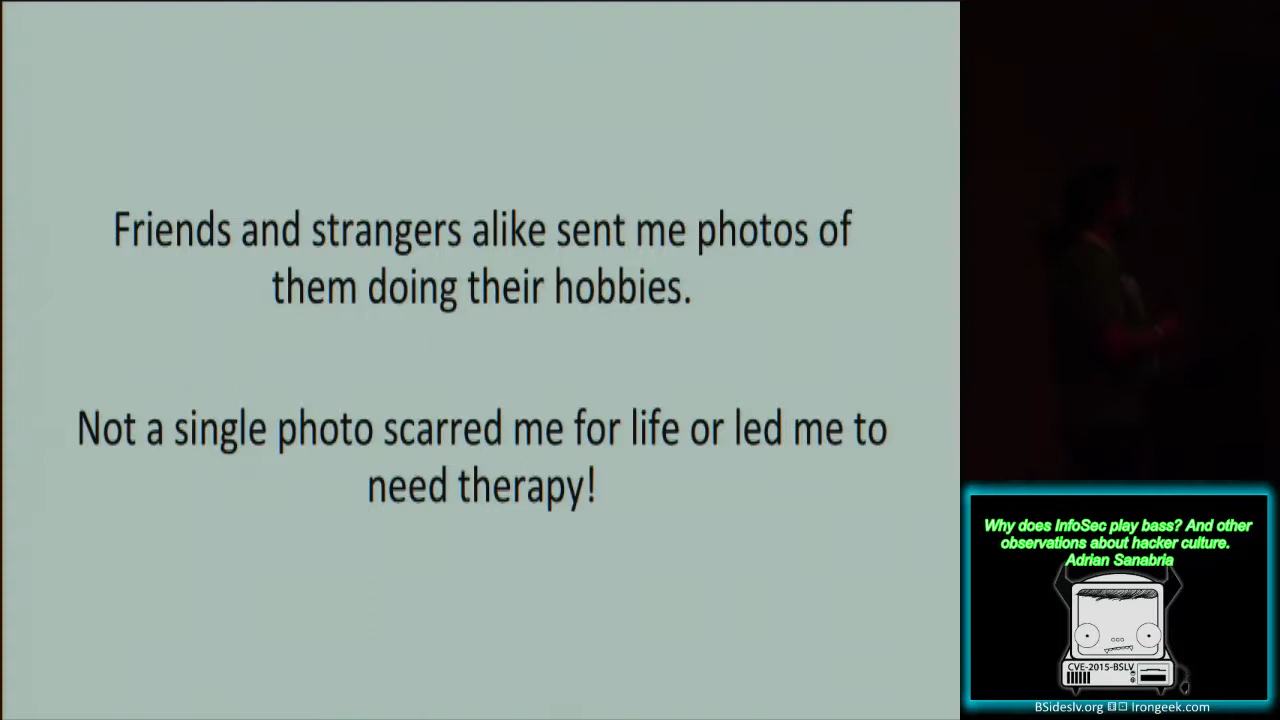 Friends and strangers alike sent me photos of
them doing their hobbies.
Not a single photo scarred me for life or led me to
need therapy!
Why does InfoSec play bass? And other
observations about hacker culture.
Adrian Sanabria
CVE-2015-BSLV
BSideslv.org Irongeek.com